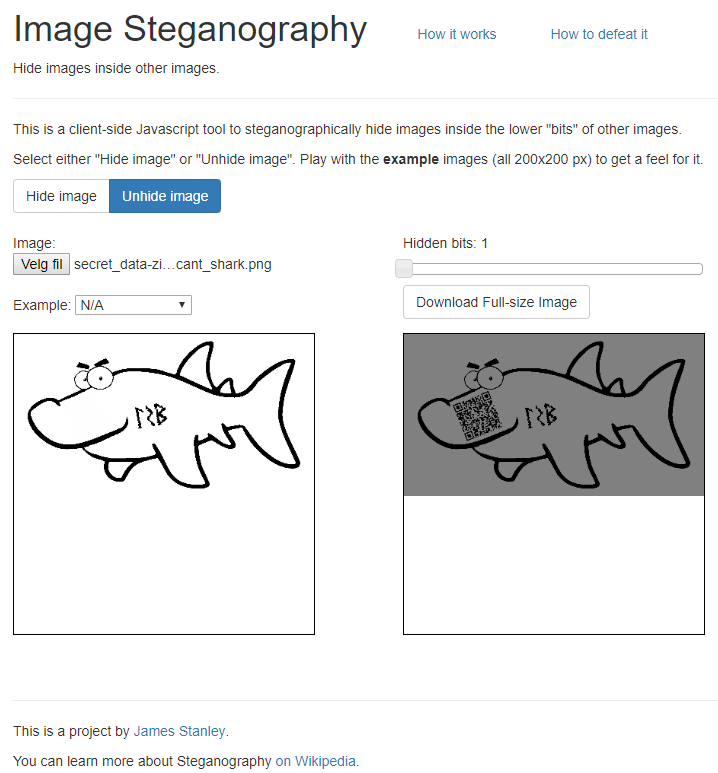 Image Steganography How it works How to defeat it
Hide images inside other images.
This is a client-side Javascript tool to steganographically hide images inside the lower "bits" of other images.
Select either "Hide image" or "Unhide image". Play with the example images (all 200x200 px) to get a feel for it.
Hide image Unhide image
Image:
Velg fil secret_data-zi...cant_shark.png
Example: N/A
Hidden bits: 1
Download Full-size Image
ᛚᛊᛒ
ᛚᛊᛒ
This is a project by James Stanley.
You can learn more about Steganography on Wikipedia.